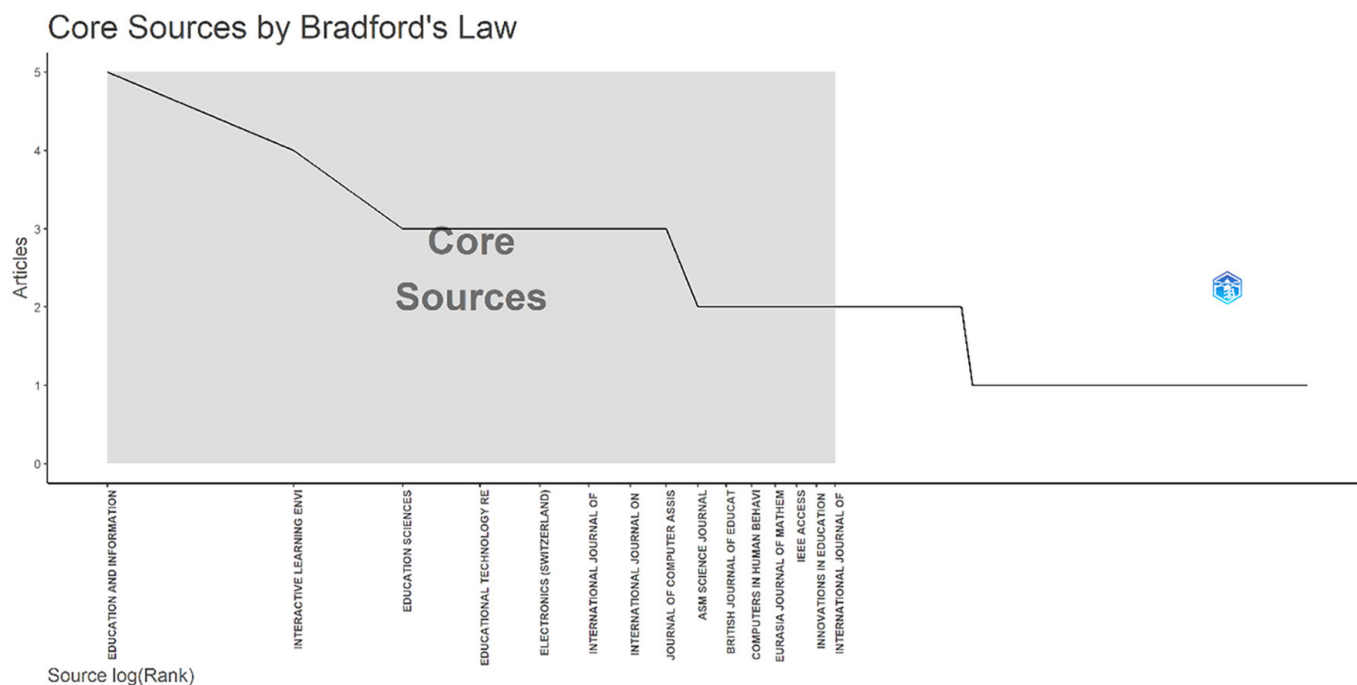 Core Sources by Bradford's Law
Articles
5
4
3
2
1
0
Core
Sources
EDUCATION AND INFORMATION
INTERACTIVE LEARNING ENVI
EDUCATION SCIENCES
EDUCATIONAL TECHNOLOGY RE
ELECTRONICS (SWITZERLAND)
INTERNATIONAL JOURNAL OF
INTERNATIONAL JOURNAL ON
JOURNAL OF COMPUTER ASSIS
ASM SCIENCE JOURNAL
BRITISH JOURNAL OF EDUCAT
COMPUTERS IN HUMAN BEHAVI
EURASIA JOURNAL OF MATHEM
IEEE ACCESS
INNOVATIONS IN EDUCATION
INTERNATIONAL JOURNAL OF
Source log(Rank)